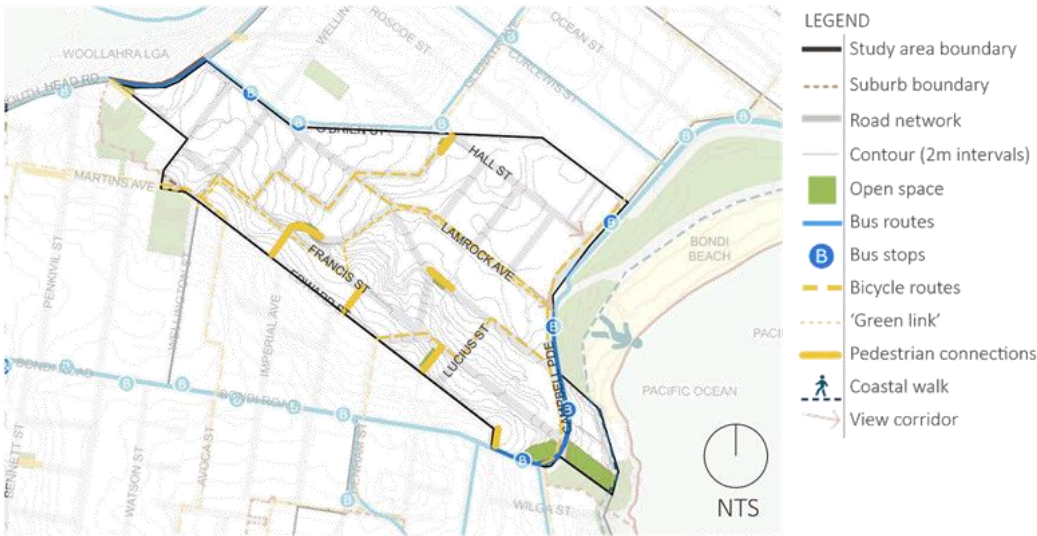 WOOLLAHRA LGA
ROSCOE ST
OCEAN ST
CURLEWIS ST
O'BRIEN ST
HALL ST
MARTINS AVE
LAMROCK AVE
BONDI
BEACH
FRANCIS ST
EDWARD ST
PENKIVIL ST
WELLINGTON ST
IMPERIAL AVE
LUCIUS ST
CAMPBELL PDE
PACIFIC OCEAN
BONDI ROAD
BONDI ROAD
BENNETT ST
WATSON ST
AVOCA ST
WILGA ST
NTS
LEGEND
Study area boundary
Suburb boundary
Road network
Contour (2m intervals)
Open space
Bus routes
B Bus stops
Bicycle routes
'Green link'
Pedestrian connections
Coastal walk
View corridor